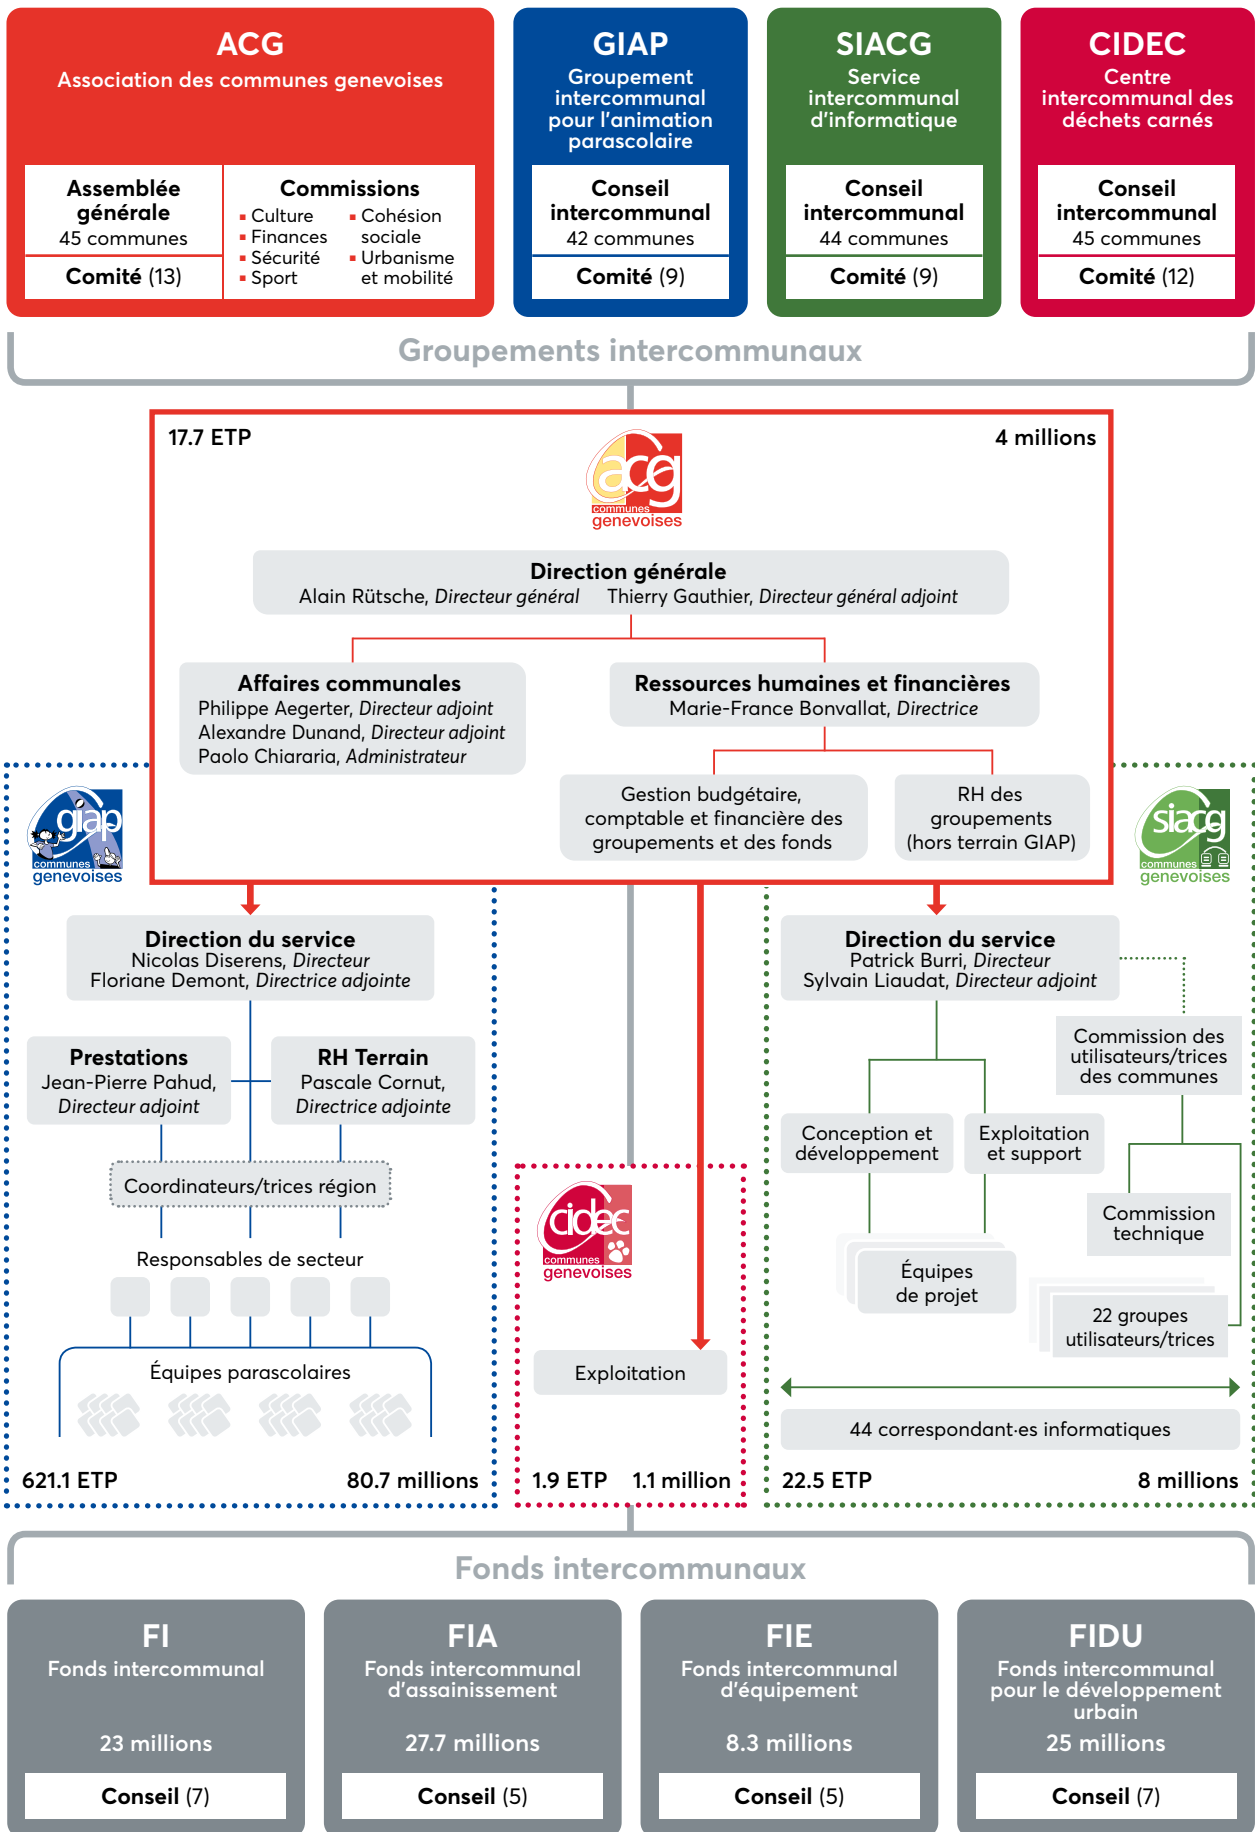 ACG
Association des communes genevoises
Assemblée
générale
45 communes
Comité (13)
Commissions
▪ Culture
▪ Finances
▪ Sécurité
▪ Sport
▪ Cohésion
sociale
▪ Urbanisme
et mobilité
GIAP
Groupement
intercommunal
pour l'animation
parascolaire
Conseil
intercommunal
42 communes
Comité (9)
SIACG
Service
intercommunal
d'informatique
Conseil
intercommunal
44 communes
Comité (9)
CIDEC
Centre
intercommunal des
déchets carnés
Conseil
intercommunal
45 communes
Comité (12)
Groupements intercommunaux
17.7 ETP
4 millions
acg
communes
genevoises
Direction générale
Alain Rütsche, Directeur général Thierry Gauthier, Directeur général adjoint
Affaires communales
Philippe Aegerter, Directeur adjoint
Alexandre Dunand, Directeur adjoint
Paolo Chiararia, Administrateur
Ressources humaines et financières
Marie-France Bonvallat, Directrice
Gestion budgétaire,
comptable et financière des
groupements et des fonds
RH des
groupements
(hors terrain GIAP)
giap
communes
genevoises
Direction du service
Nicolas Diserens, Directeur
Floriane Demont, Directrice adjointe
Prestations
Jean-Pierre Pahud,
Directeur adjoint
RH Terrain
Pascale Cornut,
Directrice adjointe
Coordinateurs/trices région
Responsables de secteur
Équipes parascolaires
621.1 ETP
80.7 millions
cidec
communes
genevoises
Exploitation
1.9 ETP
1.1 million
siacg
communes
genevoises
Direction du service
Patrick Burri, Directeur
Sylvain Liaudat, Directeur adjoint
Commission des
utilisateurs/trices
des communes
Conception et
développement
Exploitation
et support
Commission
technique
Équipes
de projet
22 groupes
utilisateurs/trices
44 correspondant·es informatiques
22.5 ETP
8 millions
Fonds intercommunaux
FI
Fonds intercommunal
23 millions
Conseil (7)
FIA
Fonds intercommunal
d'assainissement
27.7 millions
Conseil (5)
FIE
Fonds intercommunal
d'équipement
8.3 millions
Conseil (5)
FIDU
Fonds intercommunal
pour le développement
urbain
25 millions
Conseil (7)